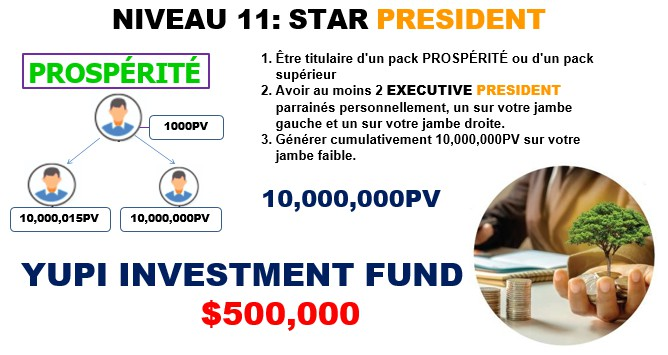 NIVEAU 11: STAR PRESIDENT
PROSPÉRITÉ
1000PV
10,000,015PV
10,000,000PV
1. Être titulaire d'un pack PROSPÉRITÉ ou d'un pack
supérieur
2. Avoir au moins 2 EXECUTIVE PRESIDENT
parrainés personnellement, un sur votre jambe
gauche et un sur votre jambe droite.
3. Générer cumulativement 10,000,000PV sur votre
jambe faible.
10,000,000PV
YUPI INVESTMENT FUND
$500,000